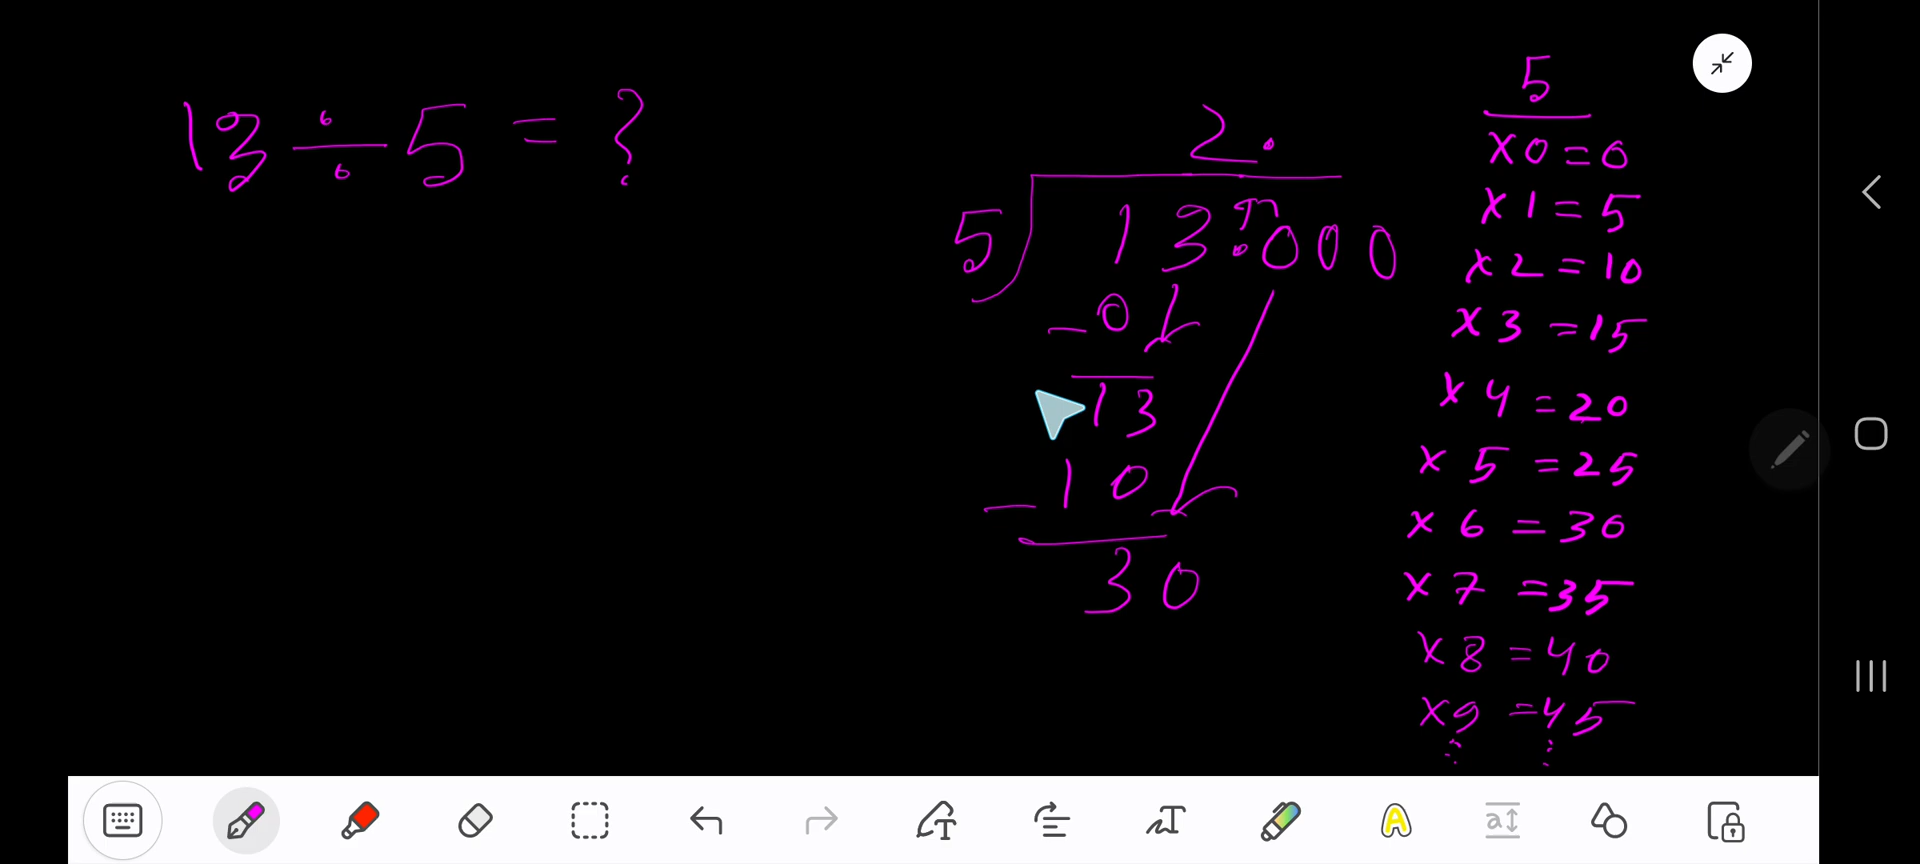 13 ÷ 5 = ?
2.
5 13.000
- 0
13
- 10
30
5
x0=0
x1=5
x2=10
x3=15
x4=20
x5=25
x6=30
x7=35
x8=40
x9=45